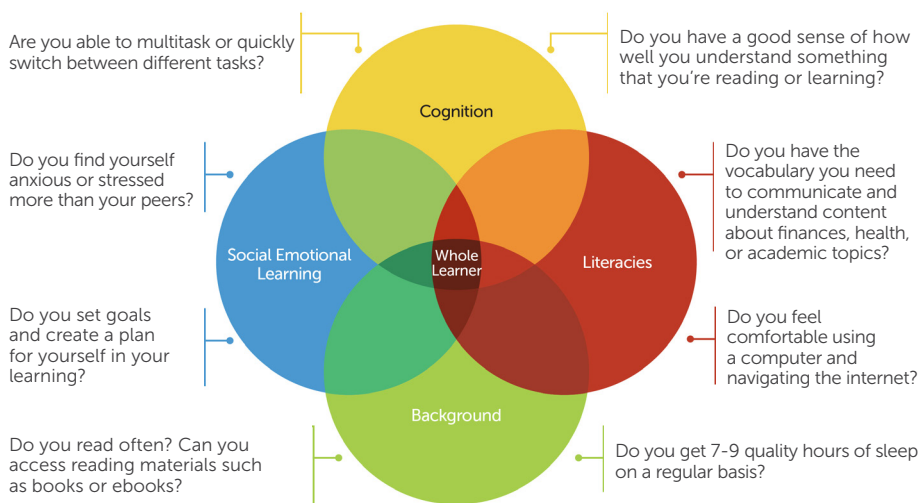 Are you able to multitask or quickly
switch between different tasks?
Do you have a good sense of how
well you understand something
that you're reading or learning?
Cognition
Do you find yourself
anxious or stressed
more than your peers?
Do you have the
vocabulary you need
to communicate and
understand content
about finances, health,
or academic topics?
Social Emotional
Learning
Whole
Learner
Literacies
Do you set goals
and create a plan
for yourself in your
learning?
Do you feel
comfortable using
a computer and
navigating the internet?
Background
Do you read often? Can you
access reading materials such
as books or ebooks?
Do you get 7-9 quality hours of sleep
on a regular basis?